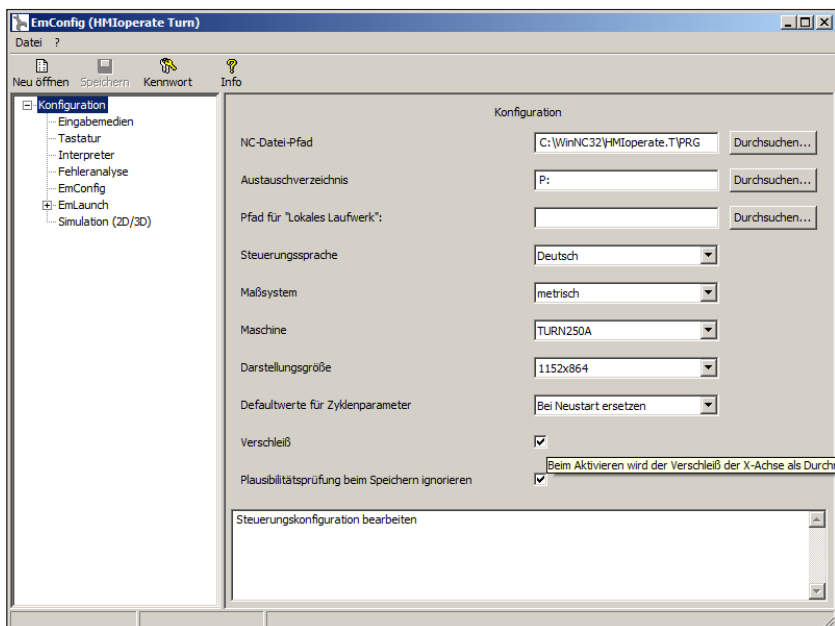 EmConfig (HMIoperate Turn)
Datei ?
Neu öffnen Speichern Kennwort Info
Konfiguration
Eingabemedien
Tastatur
Interpreter
Fehleranalyse
EmConfig
EmLaunch
Simulation (2D/3D)
Konfiguration
NC-Datei-Pfad C:\WinNC32\HMIoperate.T\PRG Durchsuchen...
Austauschverzeichnis P: Durchsuchen...
Pfad für "Lokales Laufwerk": Durchsuchen...
Steuerungssprache Deutsch
Maßsystem metrisch
Maschine TURN250A
Darstellungsgröße 1152x864
Defaultwerte für Zyklenparameter Bei Neustart ersetzen
Verschleiß
Beim Aktivieren wird der Verschleiß der X-Achse als
Plausibilitätsprüfung beim Speichern ignorieren
Steuerungskonfiguration bearbeiten